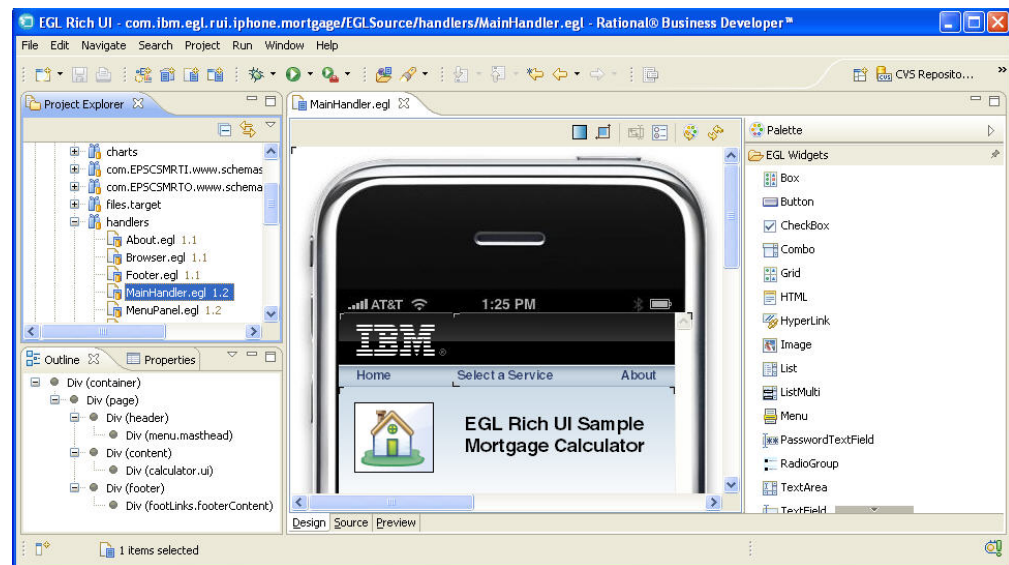 EGL Rich UI - com.ibm.egl.rui.iphone.mortgage/EGLSource/handlers/MainHandler.egl - Rational® Business Developer™
File Edit Navigate Search Project Run Window Help
CVS Reposito... »
Project Explorer
charts
com.EPSCSMRTI.www.schemas
com.EPSCSMRTO.www.schema
files.target
handlers
About.egl 1.1
Browser.egl 1.1
Footer.egl 1.1
MainHandler.egl 1.2
MenuPanel.egl 1.2
Outline Properties
Div (container)
Div (page)
Div (header)
Div (menu.masthead)
Div (content)
Div (calculator.ui)
Div (footer)
Div (footLinks.footerContent)
MainHandler.egl
AT&T 1:25 PM
IBM®
Home Select a Service About
EGL Rich UI Sample
Mortgage Calculator
Design Source Preview
Palette
EGL Widgets
Box
Button
CheckBox
Combo
Grid
HTML
HyperLink
Image
List
ListMulti
Menu
PasswordTextField
RadioGroup
TextArea
TextField
1 items selected